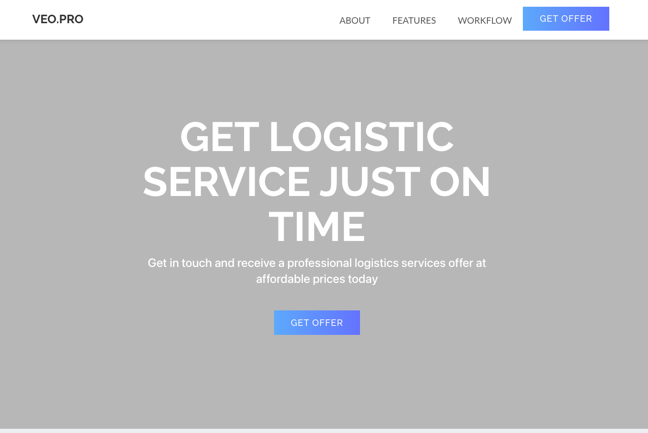 VEO.PRO
ABOUT FEATURES WORKFLOW GET OFFER
GET LOGISTIC
SERVICE JUST ON
TIME
Get in touch and receive a professional logistics services offer at
affordable prices today
GET OFFER